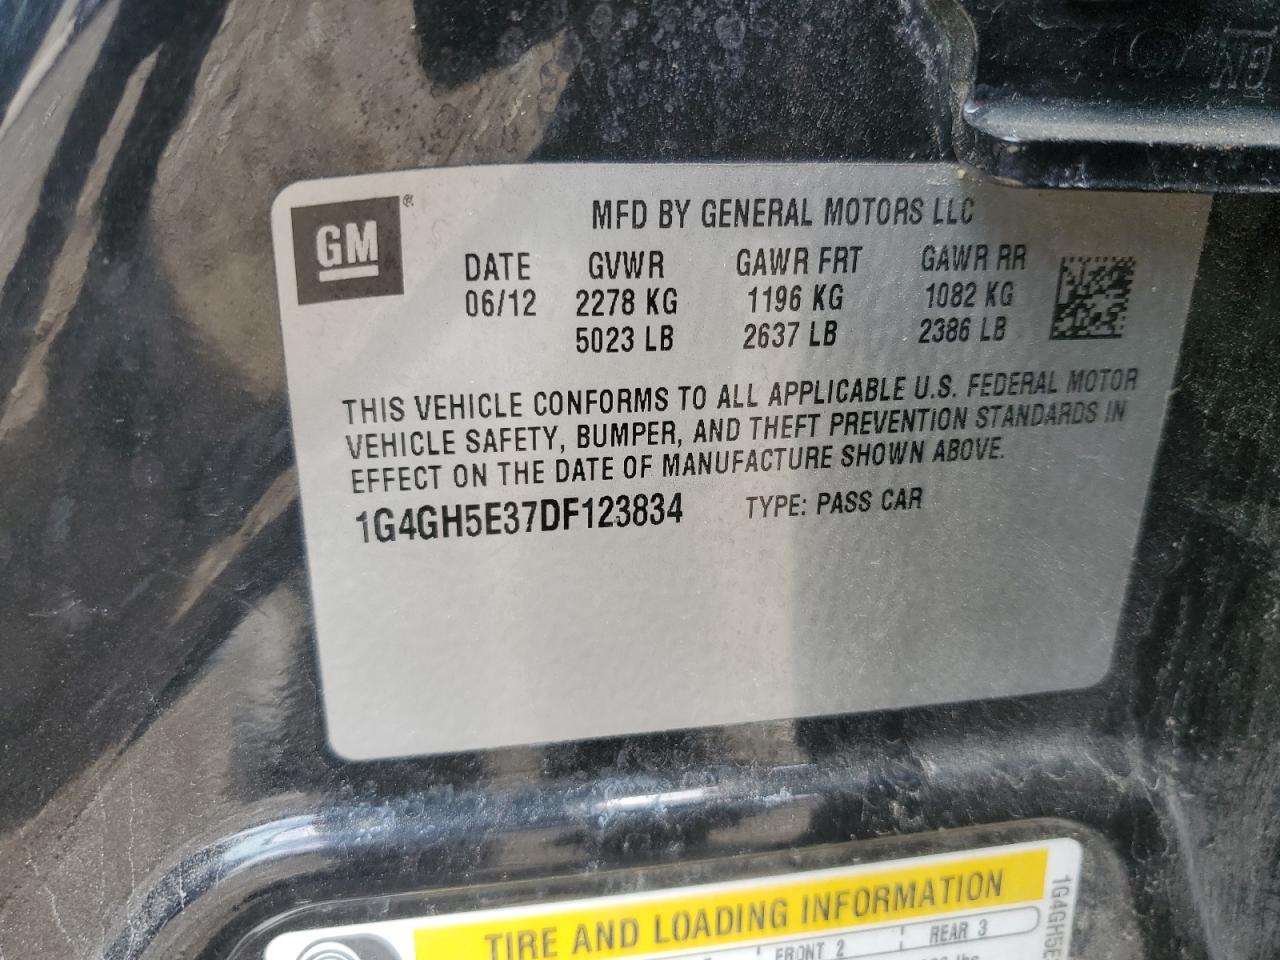 GM ®
MFD BY GENERAL MOTORS LLC
DATE GVWR GAWR FRT GAWR RR
06/12 2278 KG 1196 KG 1082 KG
5023 LB 2637 LB 2386 LB
THIS VEHICLE CONFORMS TO ALL APPLICABLE U.S. FEDERAL MOTOR
VEHICLE SAFETY, BUMPER, AND THEFT PREVENTION STANDARDS IN
EFFECT ON THE DATE OF MANUFACTURE SHOWN ABOVE.
1G4GH5E37DF123834 TYPE: PASS CAR
TIRE AND LOADING INFORMATION
FRONT 2 REAR 3
1G4GH5E